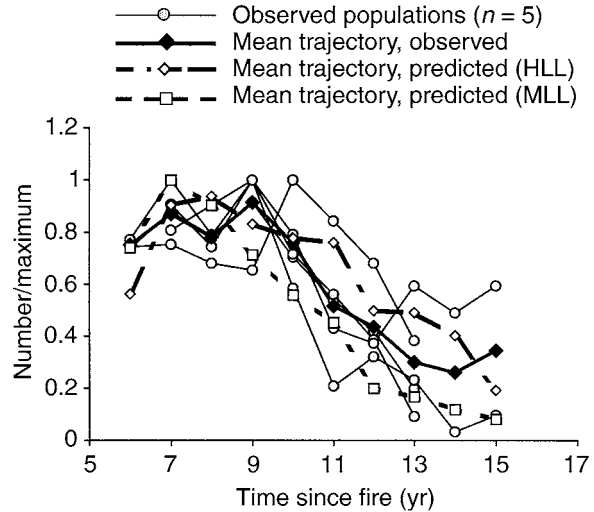 Observed populations (n = 5)
Mean trajectory, observed
Mean trajectory, predicted (HLL)
Mean trajectory, predicted (MLL)
1.2
1
0.8
0.6
0.4
0.2
0
Number/maximum
5 7 9 11 13 15 17
Time since fire (yr)